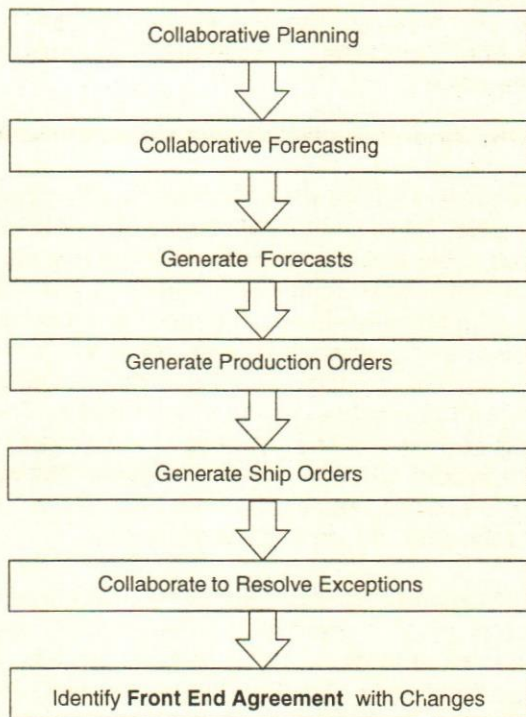 Collaborative Planning
Collaborative Forecasting
Generate Forecasts
Generate Production Orders
Generate Ship Orders
Collaborate to Resolve Exceptions
Identify Front End Agreement with Changes